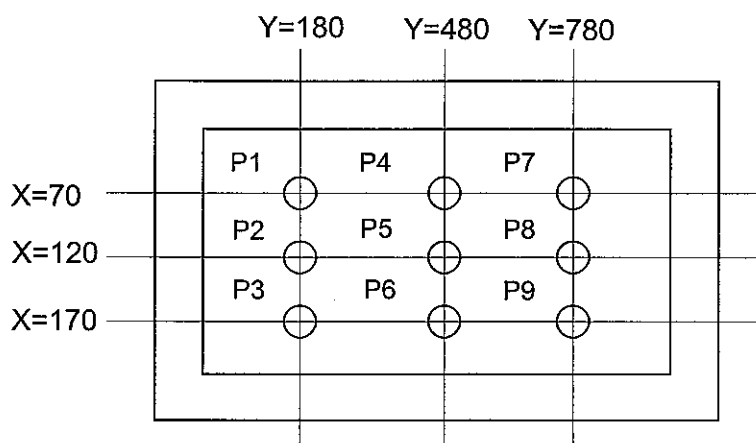 Y=180 Y=480 Y=780
P1 P4 P7
X=70
P2 P5 P8
X=120
P3 P6 P9
X=170